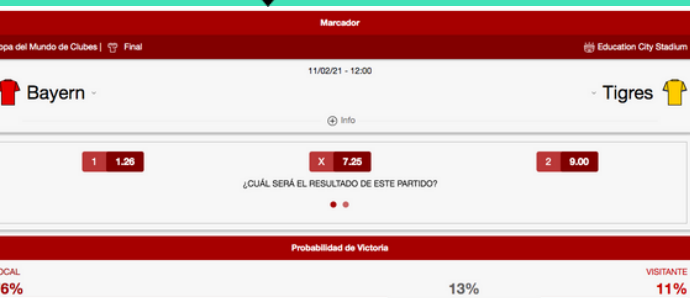 Marcador
opa del Mundo de Clubes | Final
Education City Stadium
11/02/21 - 12:00
Bayern
Tigres
Info
1 1.26
X 7.25
2 9.00
¿CUÁL SERÁ EL RESULTADO DE ESTE PARTIDO?
Probabilidad de Victoria
OCAL
VISITANTE
6%
13%
11%